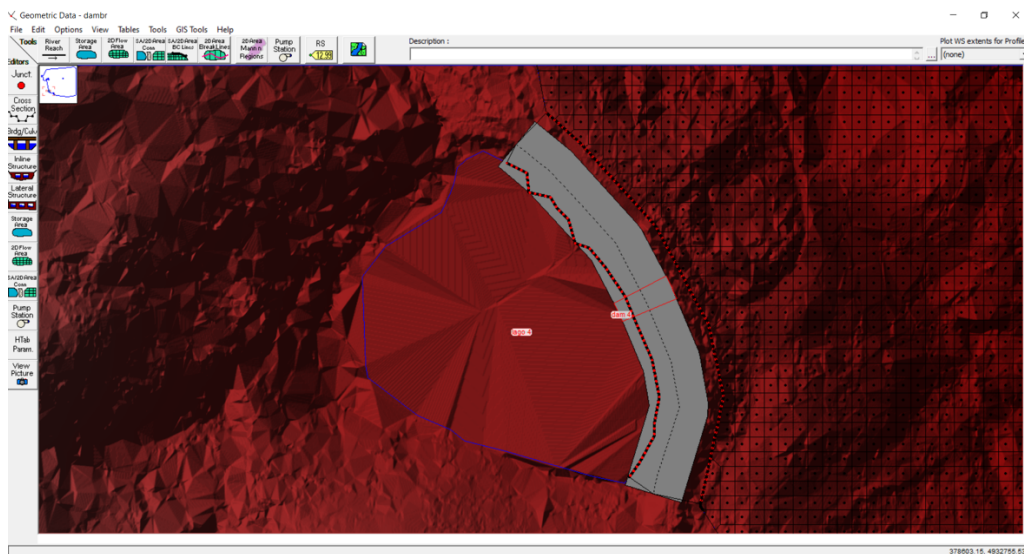 Geometric Data - dambr
File Edit Options View Tables Tools GIS Tools Help
Tools River Reach Storage Area 2D Flow Area SA/2D Area Conn SA/2D Area BC Lines 2D Area BreakLines 2D Area Mann n Regions Pump Station RS Description : Plot WS extents for Profile
(none)
Editors
Junct.
Cross Section
Brdg/Culv
Inline Structure
Lateral Structure
Storage Area
2D Flow Area
SA/2D Area
Pump Station
HTab Param.
View Picture
dam 4
lago 4
378603.15, 4932755.53